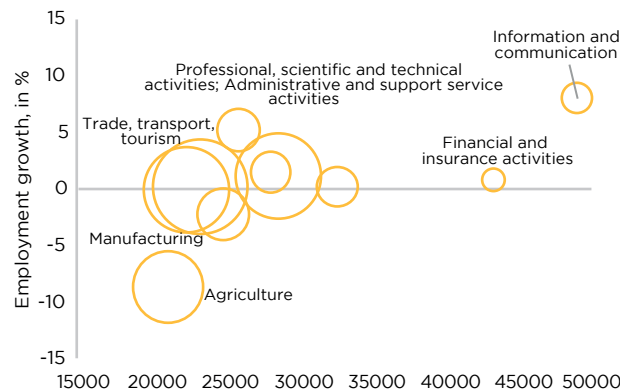 Employment growth, in %
15
10
5
0
-5
-10
-15
Information and
communication
Professional, scientific and technical
activities; Administrative and support service
activities
Trade, transport,
tourism
Financial and
insurance activities
Manufacturing
Agriculture
15000 20000 25000 30000 35000 40000 45000 50000